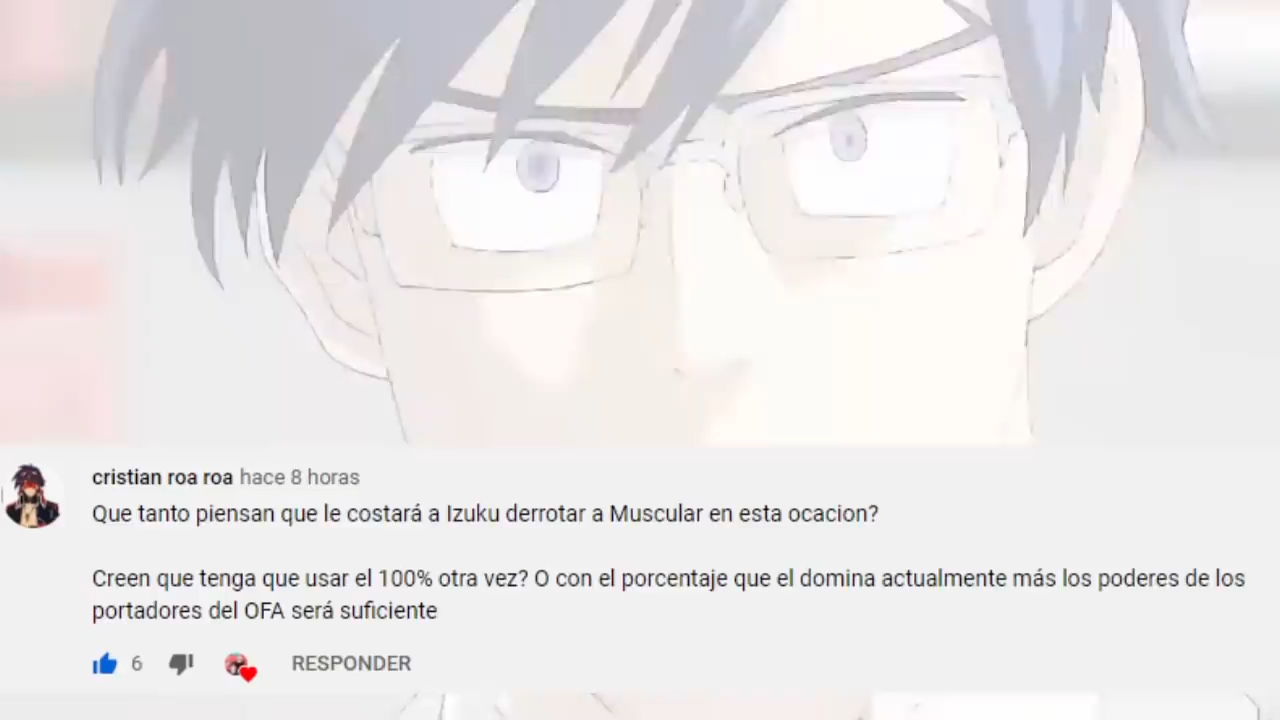 cristian roa roa hace 8 horas
Que tanto piensan que le costará a Izuku derrotar a Muscular en esta ocacion?
Creen que tenga que usar el 100% otra vez? O con el porcentaje que el domina actualmente más los poderes de los
portadores del OFA será suficiente
6 RESPONDER